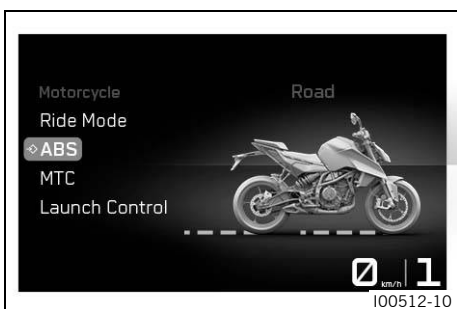 Motorcycle
Road
Ride Mode
ABS
MTC
Launch Control
0 km/h 1
I00512-10